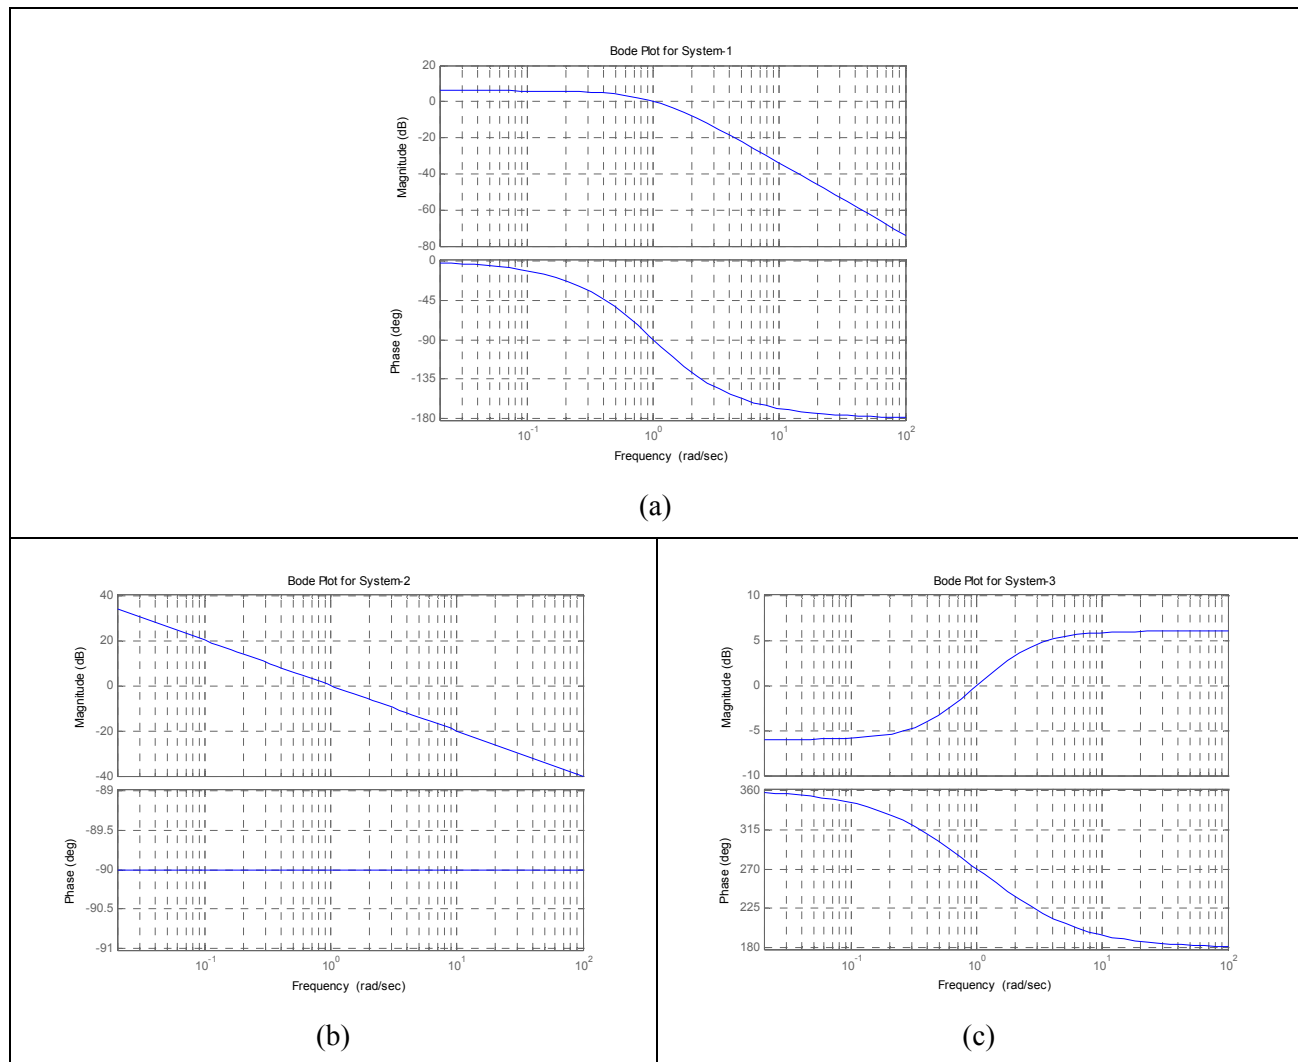 Bode Plot for System-1
20
0
-20
-40
-60
-80
Magnitude (dB)
0
-45
-90
-135
-180
Phase (deg)
10^-1
10^0
10^1
10^2
Frequency (rad/sec)
(a)
Bode Plot for System-2
40
20
0
-20
-40
Magnitude (dB)
-89
-89.5
-90
-90.5
-91
Phase (deg)
10^-1
10^0
10^1
10^2
Frequency (rad/sec)
(b)
Bode Plot for System-3
10
5
0
-5
-10
Magnitude (dB)
360
315
270
225
180
Phase (deg)
10^-1
10^0
10^1
10^2
Frequency (rad/sec)
(c)